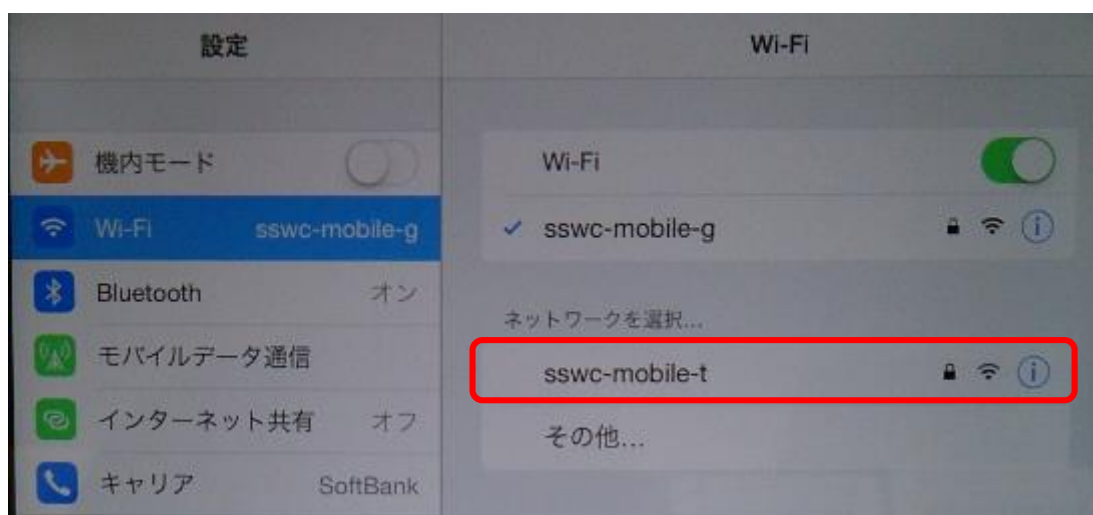 設定
機内モード
Wi-Fi sswc-mobile-g
Bluetooth オン
モバイルデータ通信
インターネット共有 オフ
キャリア SoftBank
Wi-Fi
Wi-Fi
sswc-mobile-g
ネットワークを選択...
sswc-mobile-t
その他...